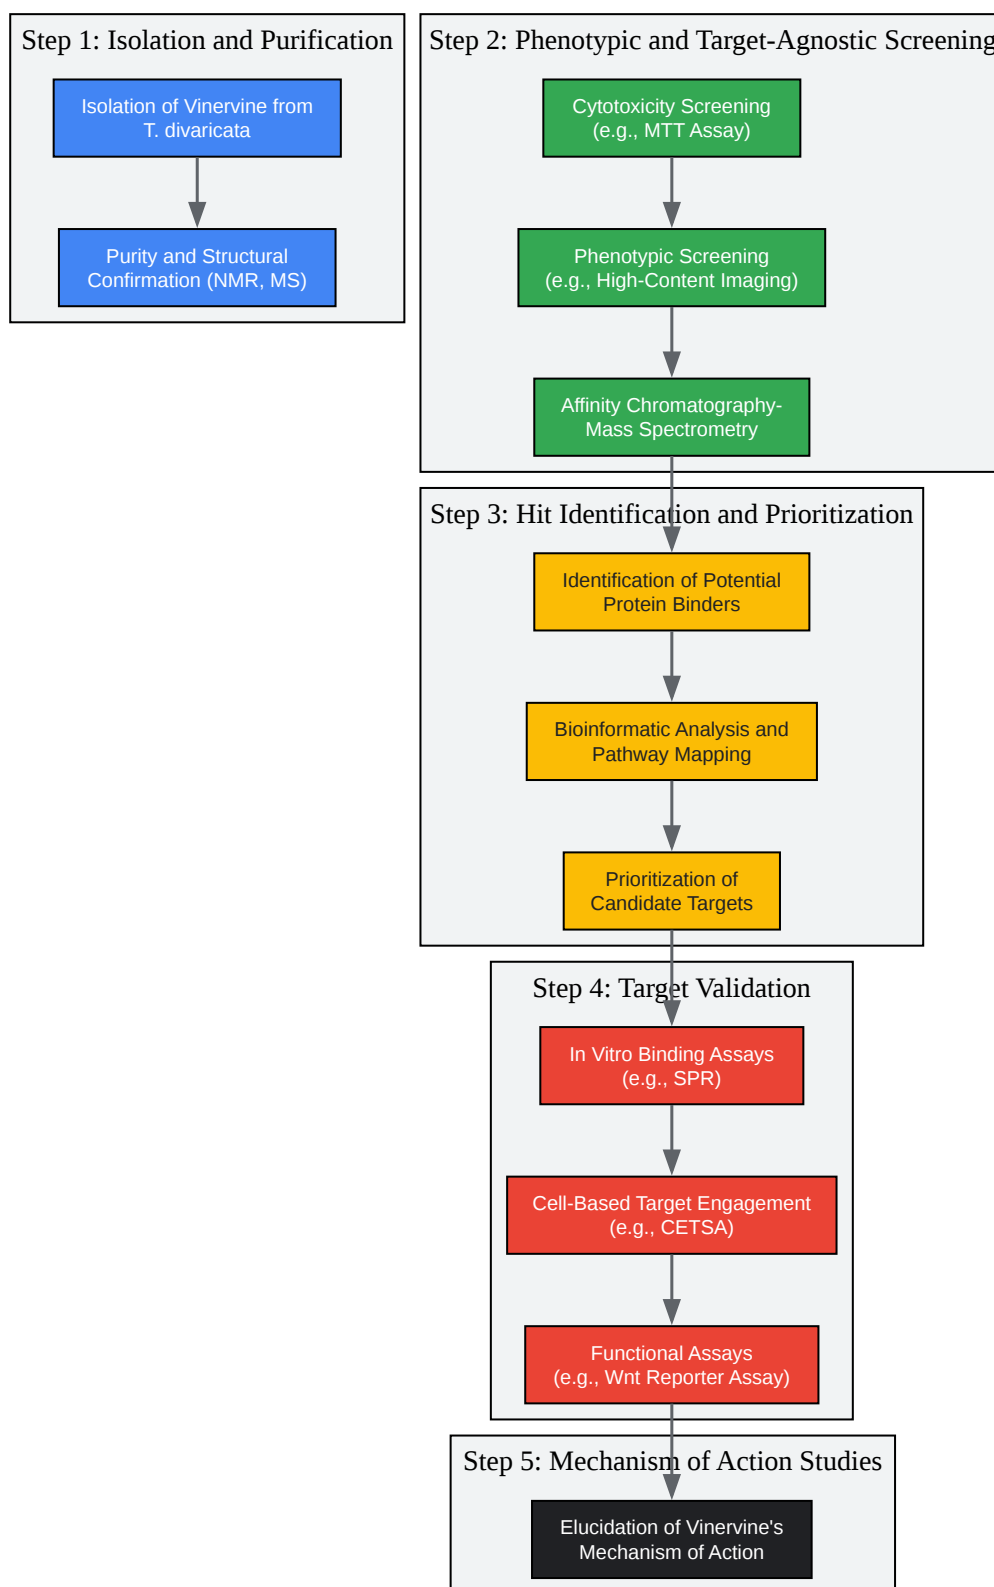 Step 1: Isolation and Purification
Isolation of Vinervine from
T. divaricata
Purity and Structural
Confirmation (NMR, MS)
Step 2: Phenotypic and Target-Agnostic Screening
Cytotoxicity Screening
(e.g., MTT Assay)
Phenotypic Screening
(e.g., High-Content Imaging)
Affinity Chromatography-
Mass Spectrometry
Step 3: Hit Identification and Prioritization
Identification of Potential
Protein Binders
Bioinformatic Analysis and
Pathway Mapping
Prioritization of
Candidate Targets
Step 4: Target Validation
In Vitro Binding Assays
(e.g., SPR)
Cell-Based Target Engagement
(e.g., CETSA)
Functional Assays
(e.g., Wnt Reporter Assay)
Step 5: Mechanism of Action Studies
Elucidation of Vinervine's
Mechanism of Action